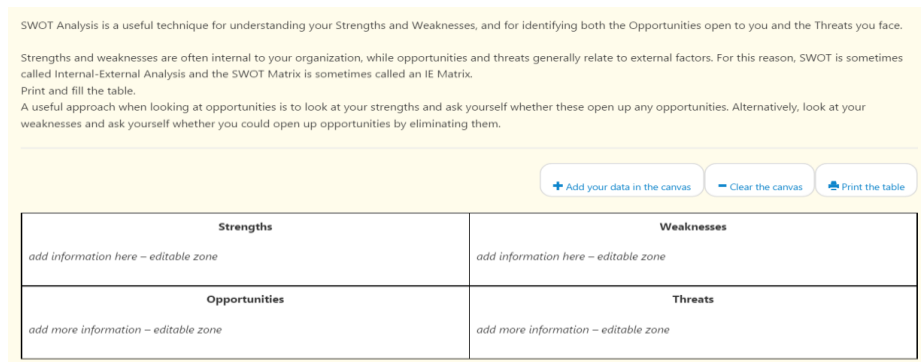 SWOT Analysis is a useful technique for understanding your Strengths and Weaknesses, and for identifying both the Opportunities open to you and the Threats you face.
Strengths and weaknesses are often internal to your organization, while opportunities and threats generally relate to external factors. For this reason, SWOT is sometimes
called Internal-External Analysis and the SWOT Matrix is sometimes called an IE Matrix.
Print and fill the table.
A useful approach when looking at opportunities is to look at your strengths and ask yourself whether these open up any opportunities. Alternatively, look at your
weaknesses and ask yourself whether you could open up opportunities by eliminating them.
Add your data in the canvas
Clear the canvas
Print the table
Strengths
add information here – editable zone
Weaknesses
add information here – editable zone
Opportunities
add more information – editable zone
Threats
add more information – editable zone